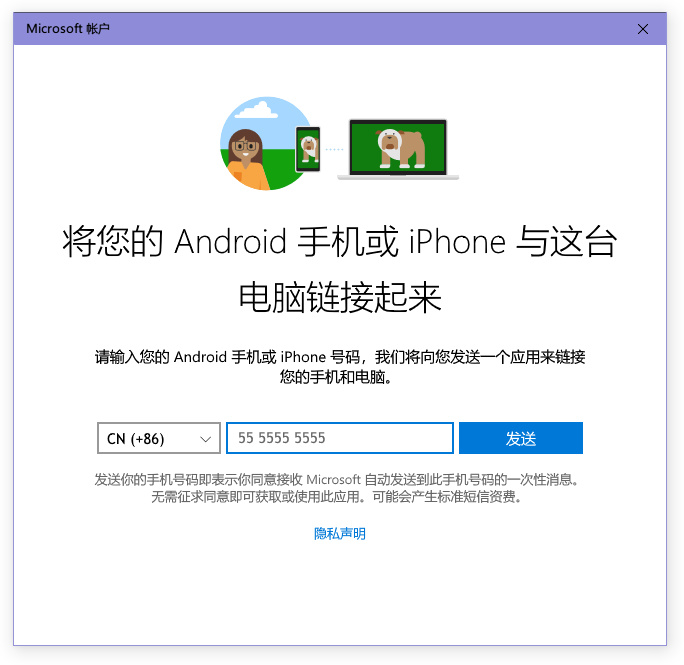 Microsoft 帐户
将您的 Android 手机或 iPhone 与这台
电脑链接起来
请输入您的 Android 手机或 iPhone 号码，我们将向您发送一个应用来链接
您的手机和电脑。
CN (+86)
55 5555 5555
发送
发送你的手机号码即表示你同意接收 Microsoft 自动发送到此手机号码的一次性消息。
无需征求同意即可获取或使用此应用。可能会产生标准短信资费。
隐私声明